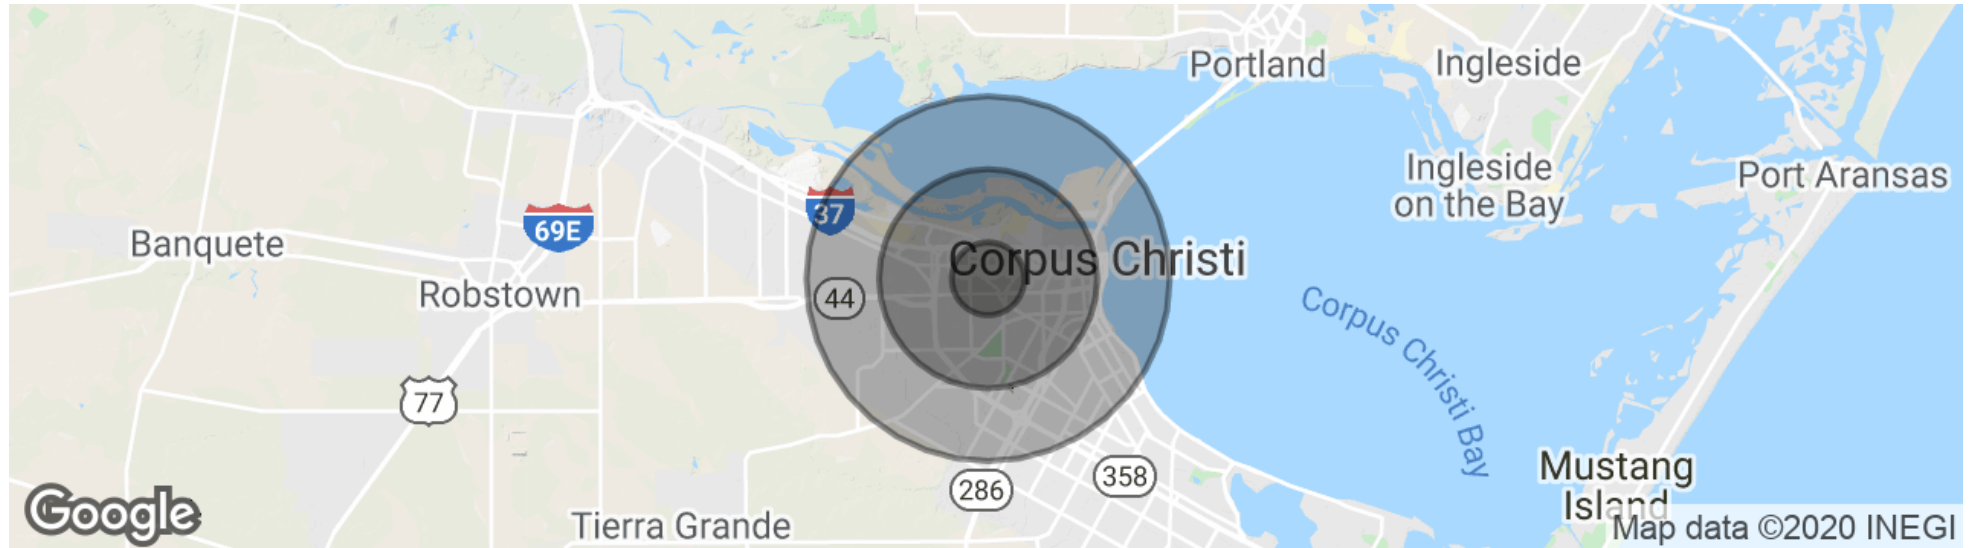 Portland
Ingleside
Ingleside
on the Bay
Port Aransas
37
69E
Banquete
Corpus Christi
Robstown
44
Corpus Christi Bay
77
Mustang
Island
286
358
Google
Tierra Grande
Map data ©2020 INEGI